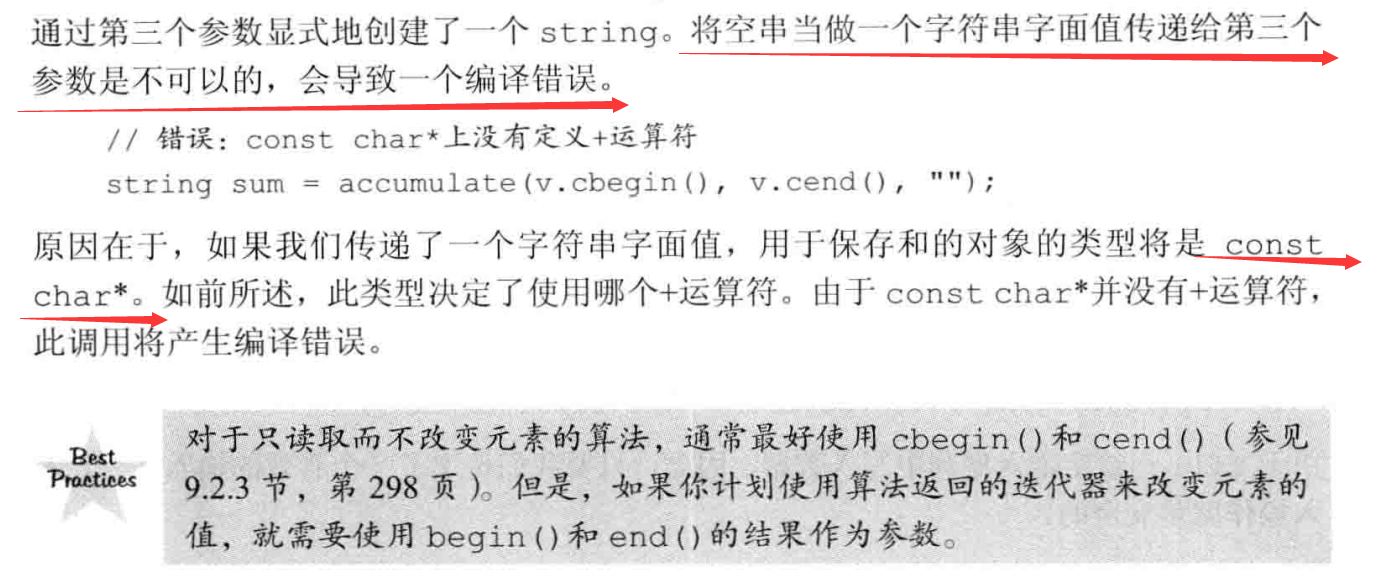 通过第三个参数显式地创建了一个 string。将空串当做一个字符串字面值传递给第三个
参数是不可以的，会导致一个编译错误。
// 错误：const char*上没有定义+运算符
string sum = accumulate(v.cbegin(), v.cend(), "");
原因在于，如果我们传递了一个字符串字面值，用于保存和的对象的类型将是 const
char*。如前所述，此类型决定了使用哪个+运算符。由于 const char*并没有+运算符，
此调用将产生编译错误。
Best
Practices
对于只读取而不改变元素的算法，通常最好使用 cbegin()和 cend()（参见
9.2.3 节，第 298 页）。但是，如果你计划使用算法返回的迭代器来改变元素的
值，就需要使用 begin()和 end()的结果作为参数。